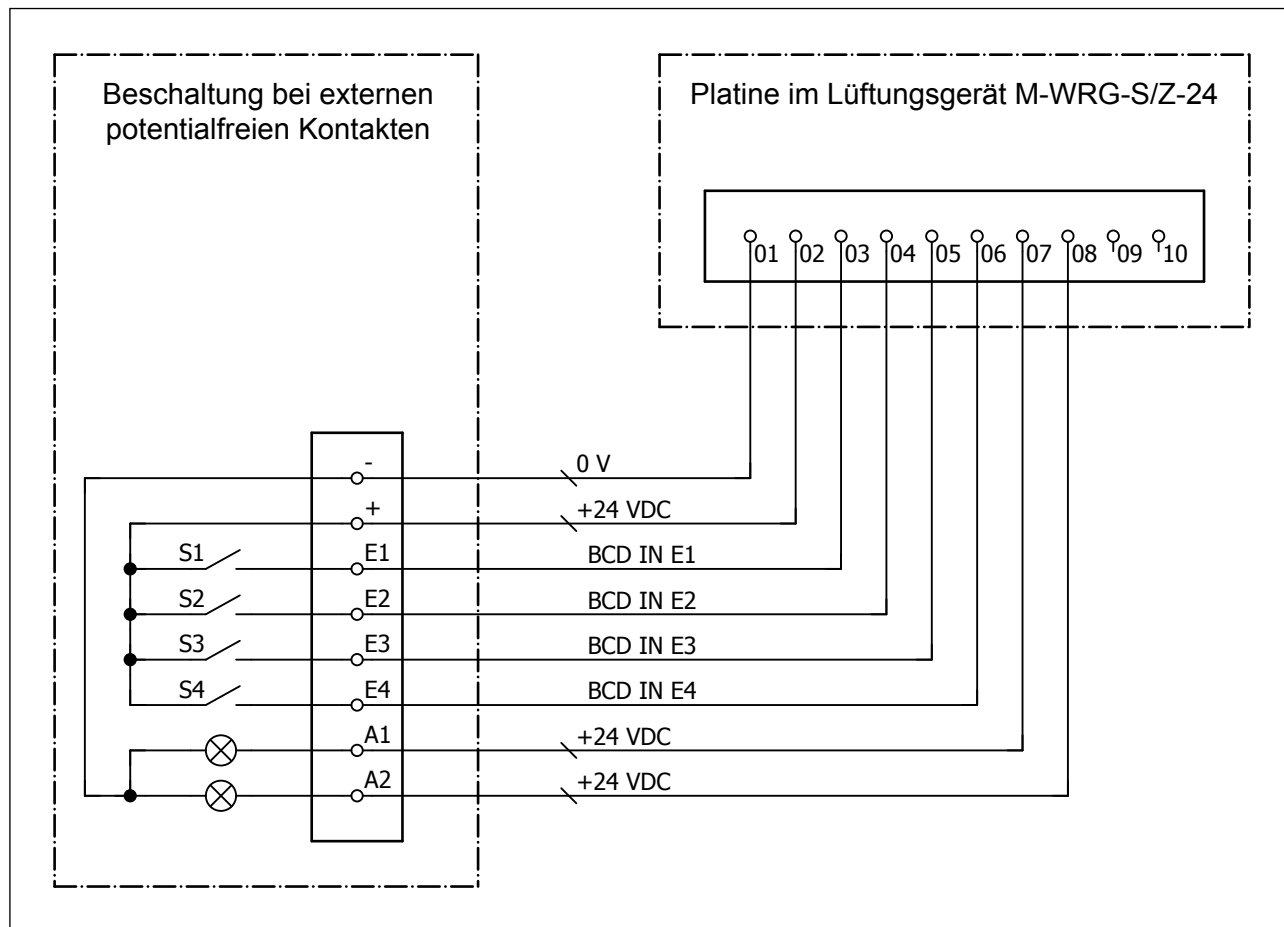 Beschaltung bei externen
potentialfreien Kontakten
Platine im Lüftungsgerät M-WRG-S/Z-24
01 02 03 04 05 06 07 08 09 10
- 0 V
+ +24 VDC
S1 E1 BCD IN E1
S2 E2 BCD IN E2
S3 E3 BCD IN E3
S4 E4 BCD IN E4
A1 +24 VDC
A2 +24 VDC